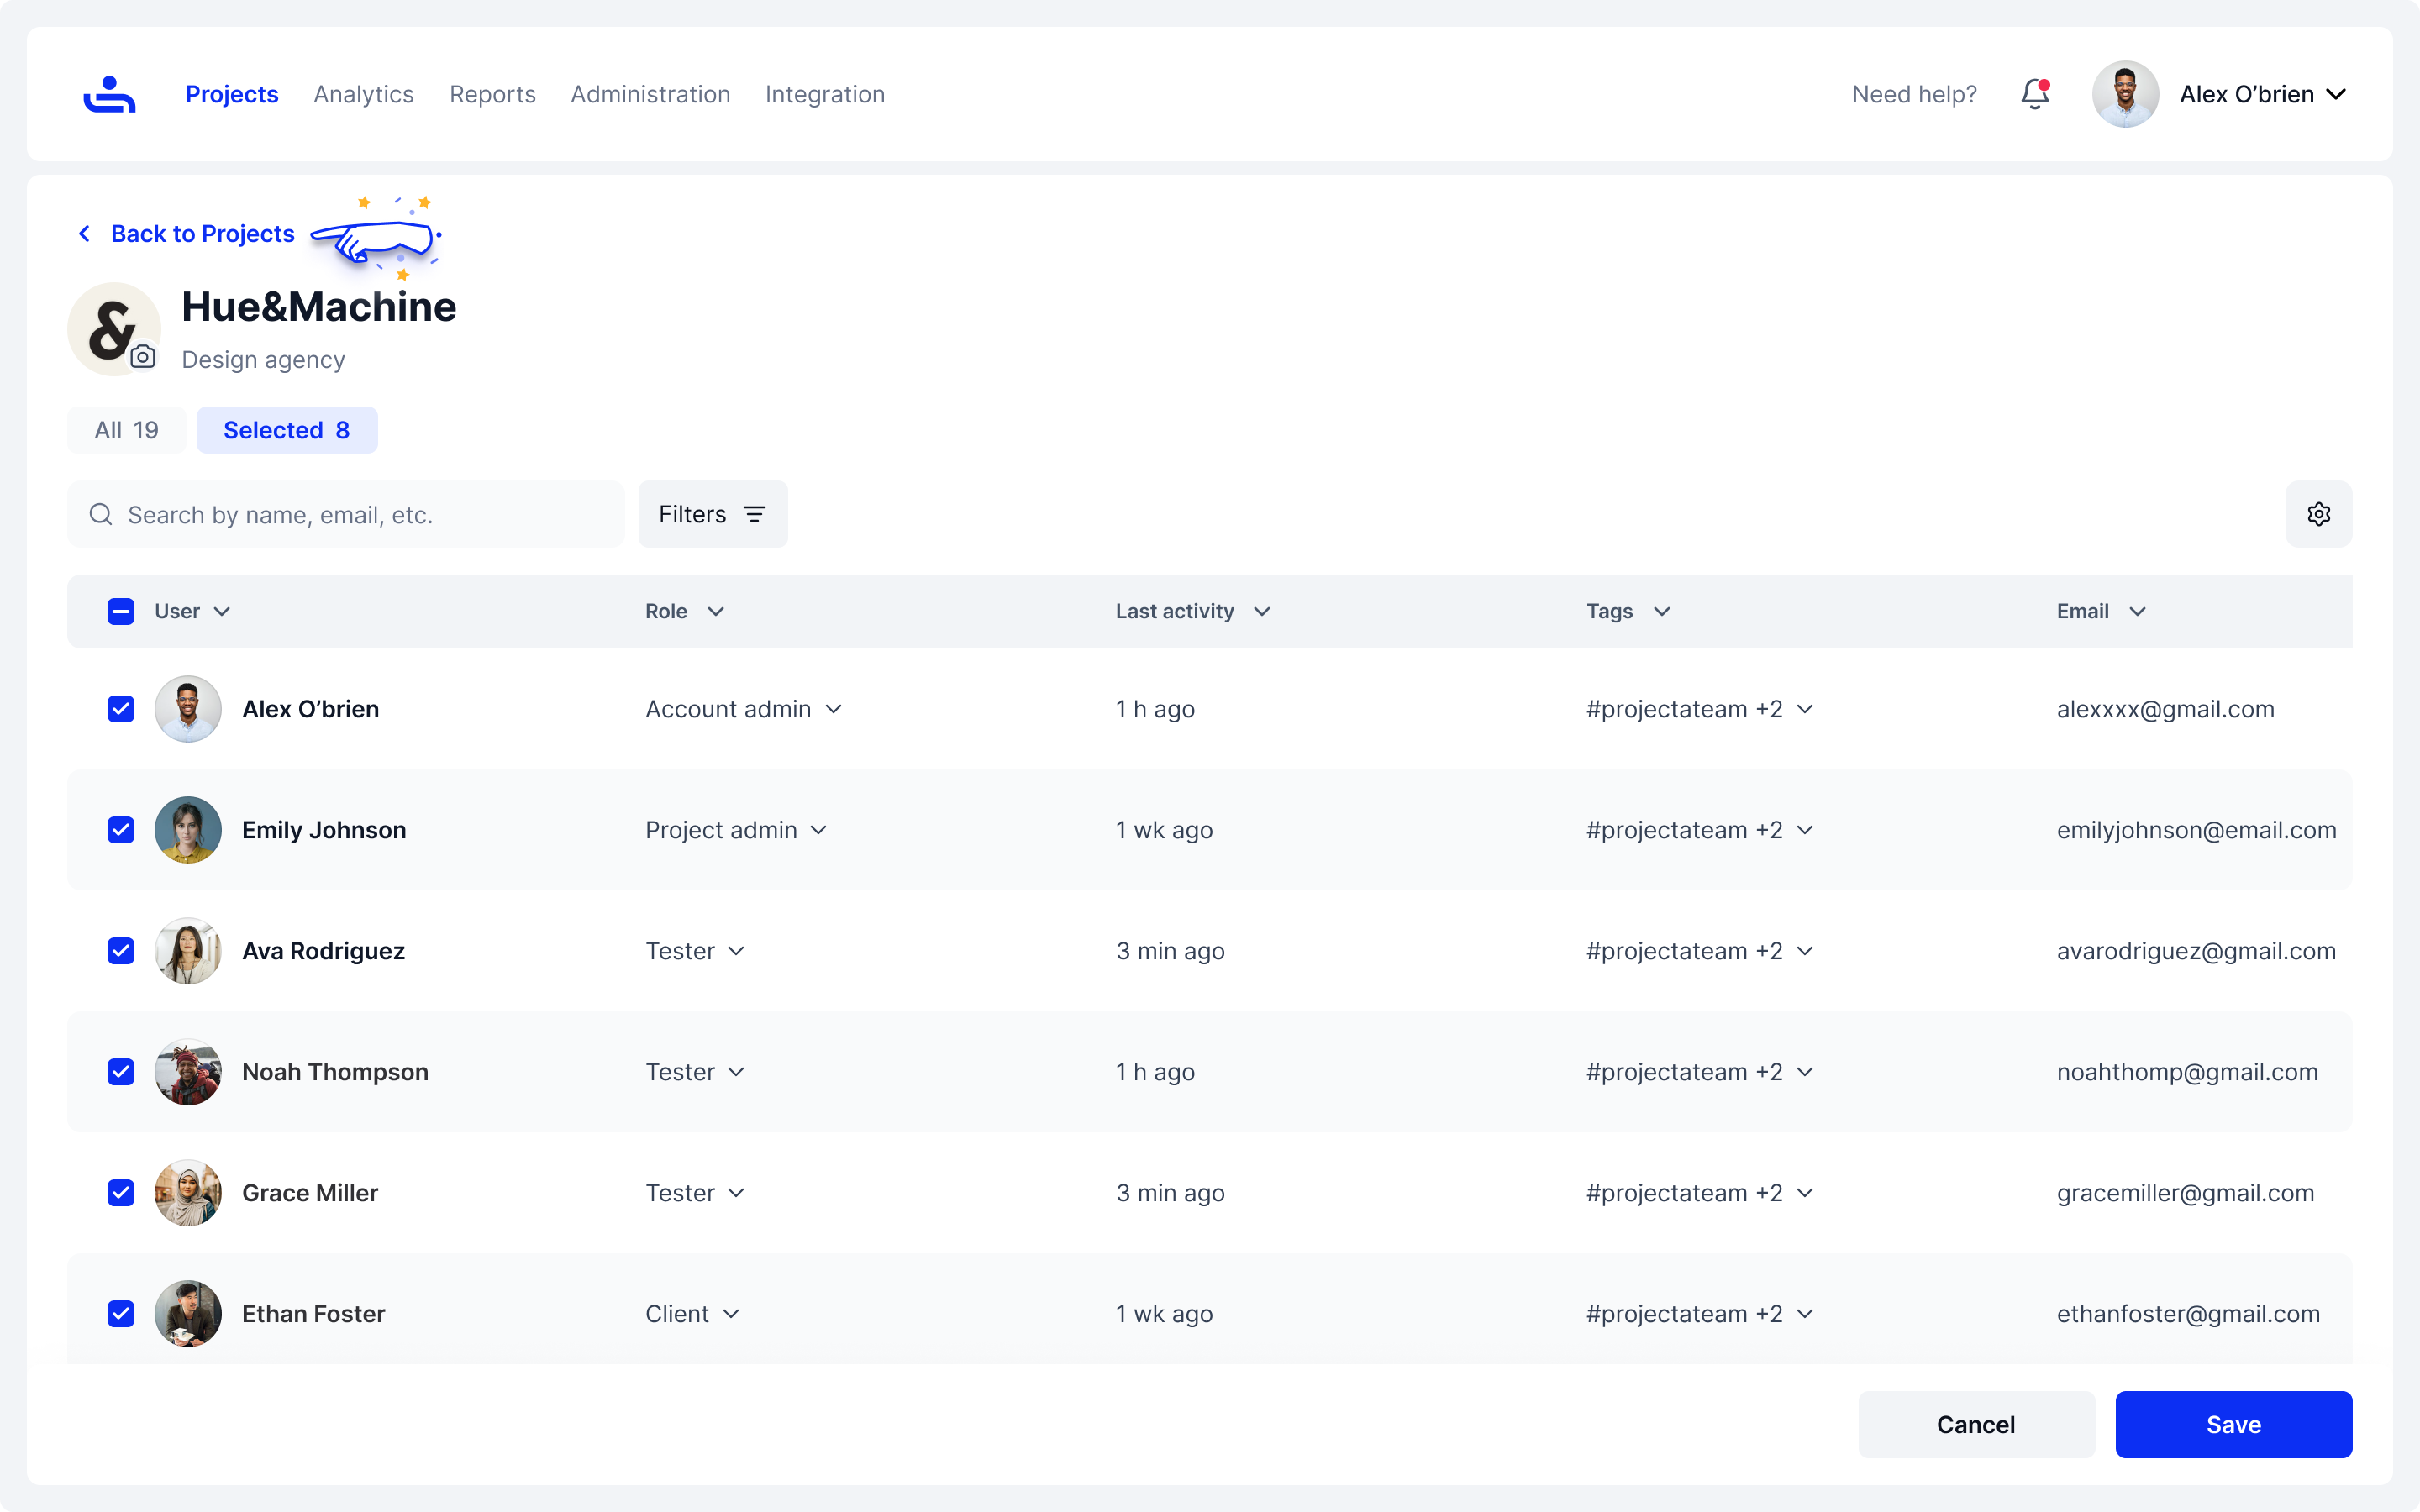 Projects Analytics Reports Administration Integration Need help? Alex O’brien
Back to Projects
&
Hue&Machine
Design agency
All 19 Selected 8
Search by name, email, etc. Filters
User Role Last activity Tags Email
Alex O’brien Account admin 1 h ago #projectateam +2 alexxxx@gmail.com
Emily Johnson Project admin 1 wk ago #projectateam +2 emilyjohnson@email.com
Ava Rodriguez Tester 3 min ago #projectateam +2 avarodriguez@gmail.com
Noah Thompson Tester 1 h ago #projectateam +2 noahthomp@gmail.com
Grace Miller Tester 3 min ago #projectateam +2 gracemiller@gmail.com
Ethan Foster Client 1 wk ago #projectateam +2 ethanfoster@gmail.com
Cancel Save